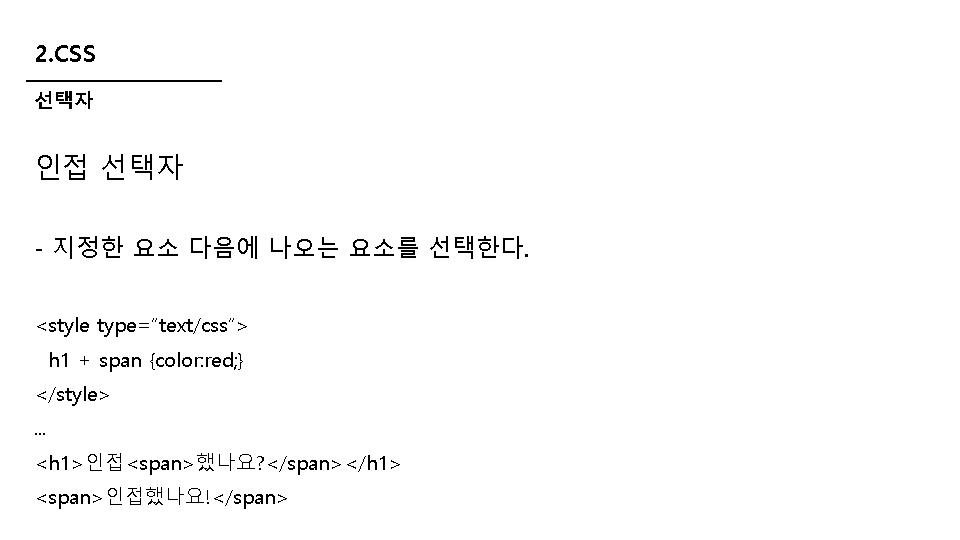 2.CSS
선택자
인접 선택자
- 지정한 요소 다음에 나오는 요소를 선택한다.
<style type=“text/css”>
h1 + span {color:red;}
</style>
...
<h1>인접<span>했나요?</span></h1>
<span>인접했나요!</span>